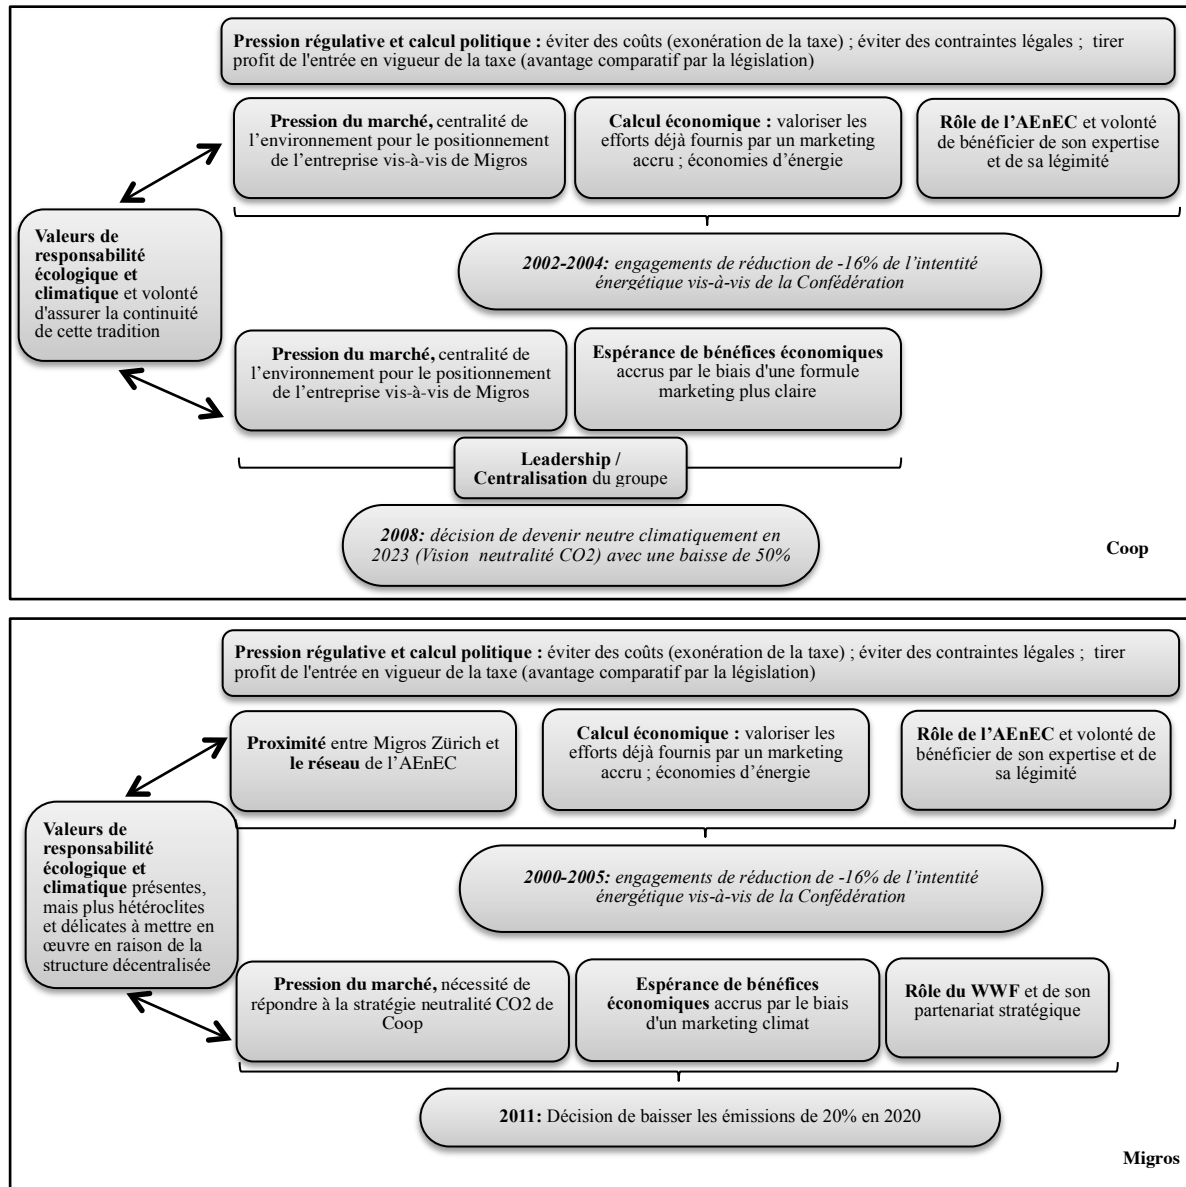 Pression régulative et calcul politique : éviter des coûts (exonération de la taxe) ; éviter des contraintes légales ; tirer
profit de l'entrée en vigueur de la taxe (avantage comparatif par la législation)
Pression du marché, centralité de
l’environnement pour le positionnement
de l’entreprise vis-à-vis de Migros
Calcul économique : valoriser les
efforts déjà fournis par un marketing
accru ; économies d’énergie
Rôle de l’AEnEC et volonté
de bénéficier de son expertise
et de sa légimité
Valeurs de
responsabilité
écologique et
climatique et volonté
d'assurer la continuité
de cette tradition
2002-2004: engagements de réduction de -16% de l’intentité
énergétique vis-à-vis de la Confédération
Pression du marché, centralité de
l’environnement pour le positionnement
de l’entreprise vis-à-vis de Migros
Espérance de bénéfices économiques
accrus par le biais d'une formule
marketing plus claire
Leadership /
Centralisation du groupe
2008: décision de devenir neutre climatiquement en
2023 (Vision neutralité CO2) avec une baisse de 50%
Coop
Pression régulative et calcul politique : éviter des coûts (exonération de la taxe) ; éviter des contraintes légales ; tirer
profit de l'entrée en vigueur de la taxe (avantage comparatif par la législation)
Proximité entre Migros Zürich et
le réseau de l’AEnEC
Calcul économique : valoriser les
efforts déjà fournis par un marketing
accru ; économies d’énergie
Rôle de l’AEnEC et volonté de
bénéficier de son expertise et de
sa légimité
Valeurs de
responsabilité
écologique et
climatique présentes,
mais plus hétéroclites
et délicates à mettre en
œuvre en raison de la
structure décentralisée
2000-2005: engagements de réduction de -16% de l’intentité
énergétique vis-à-vis de la Confédération
Pression du marché, nécessité de
répondre à la stratégie neutralité CO2 de
Coop
Espérance de bénéfices
économiques accrus par le biais
d'un marketing climat
Rôle du WWF et de son
partenariat stratégique
2011: Décision de baisser les émissions de 20% en 2020
Migros